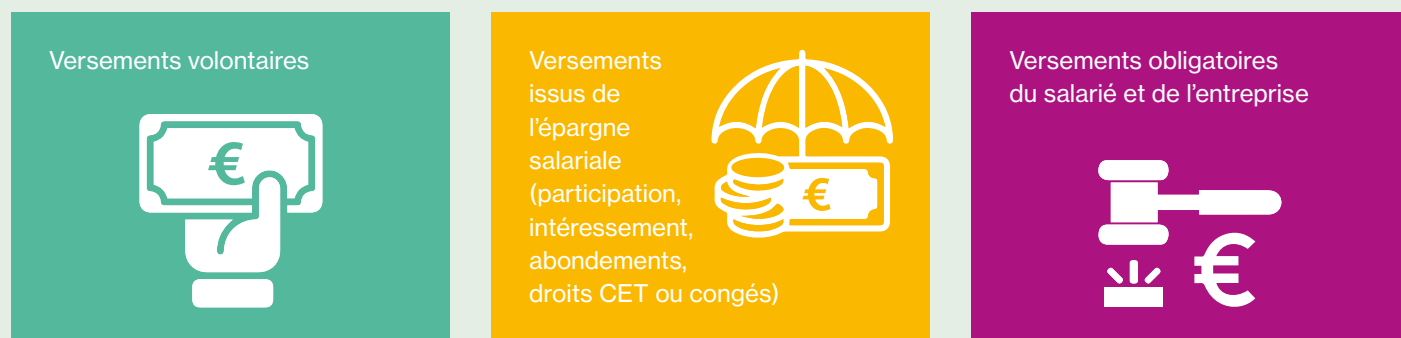 Versements volontaires
€
Versements
issus de
l’épargne
salariale
(participation,
intéressement,
abondements,
droits CET ou congés)
€
Versements obligatoires
du salarié et de l’entreprise
€